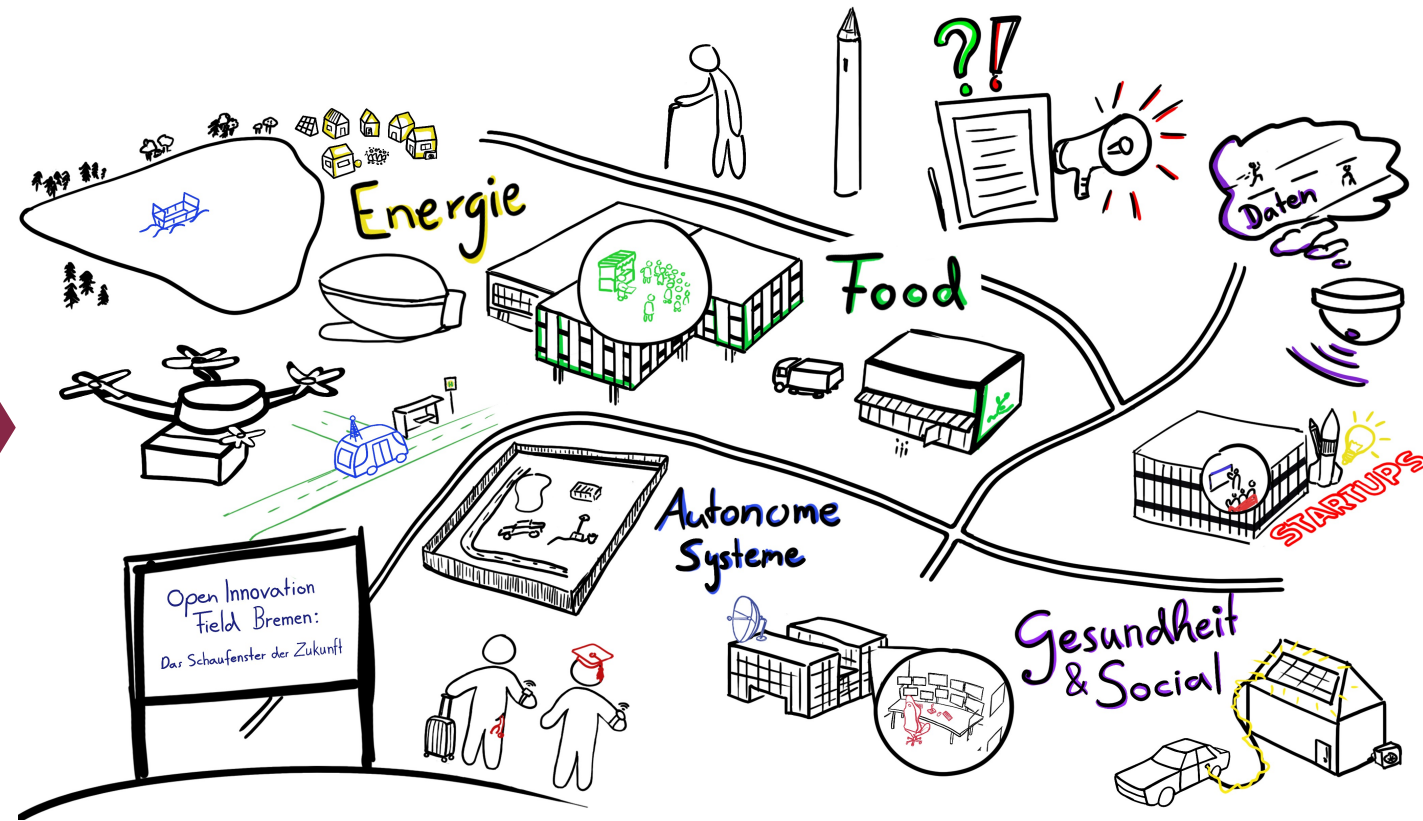 ?!
Energie
Daten
Food
H
STARTUPS
Autonome
Systeme
Open Innovation
Field Bremen:
Das Schaufenster der Zukunft
Gesundheit
& Social